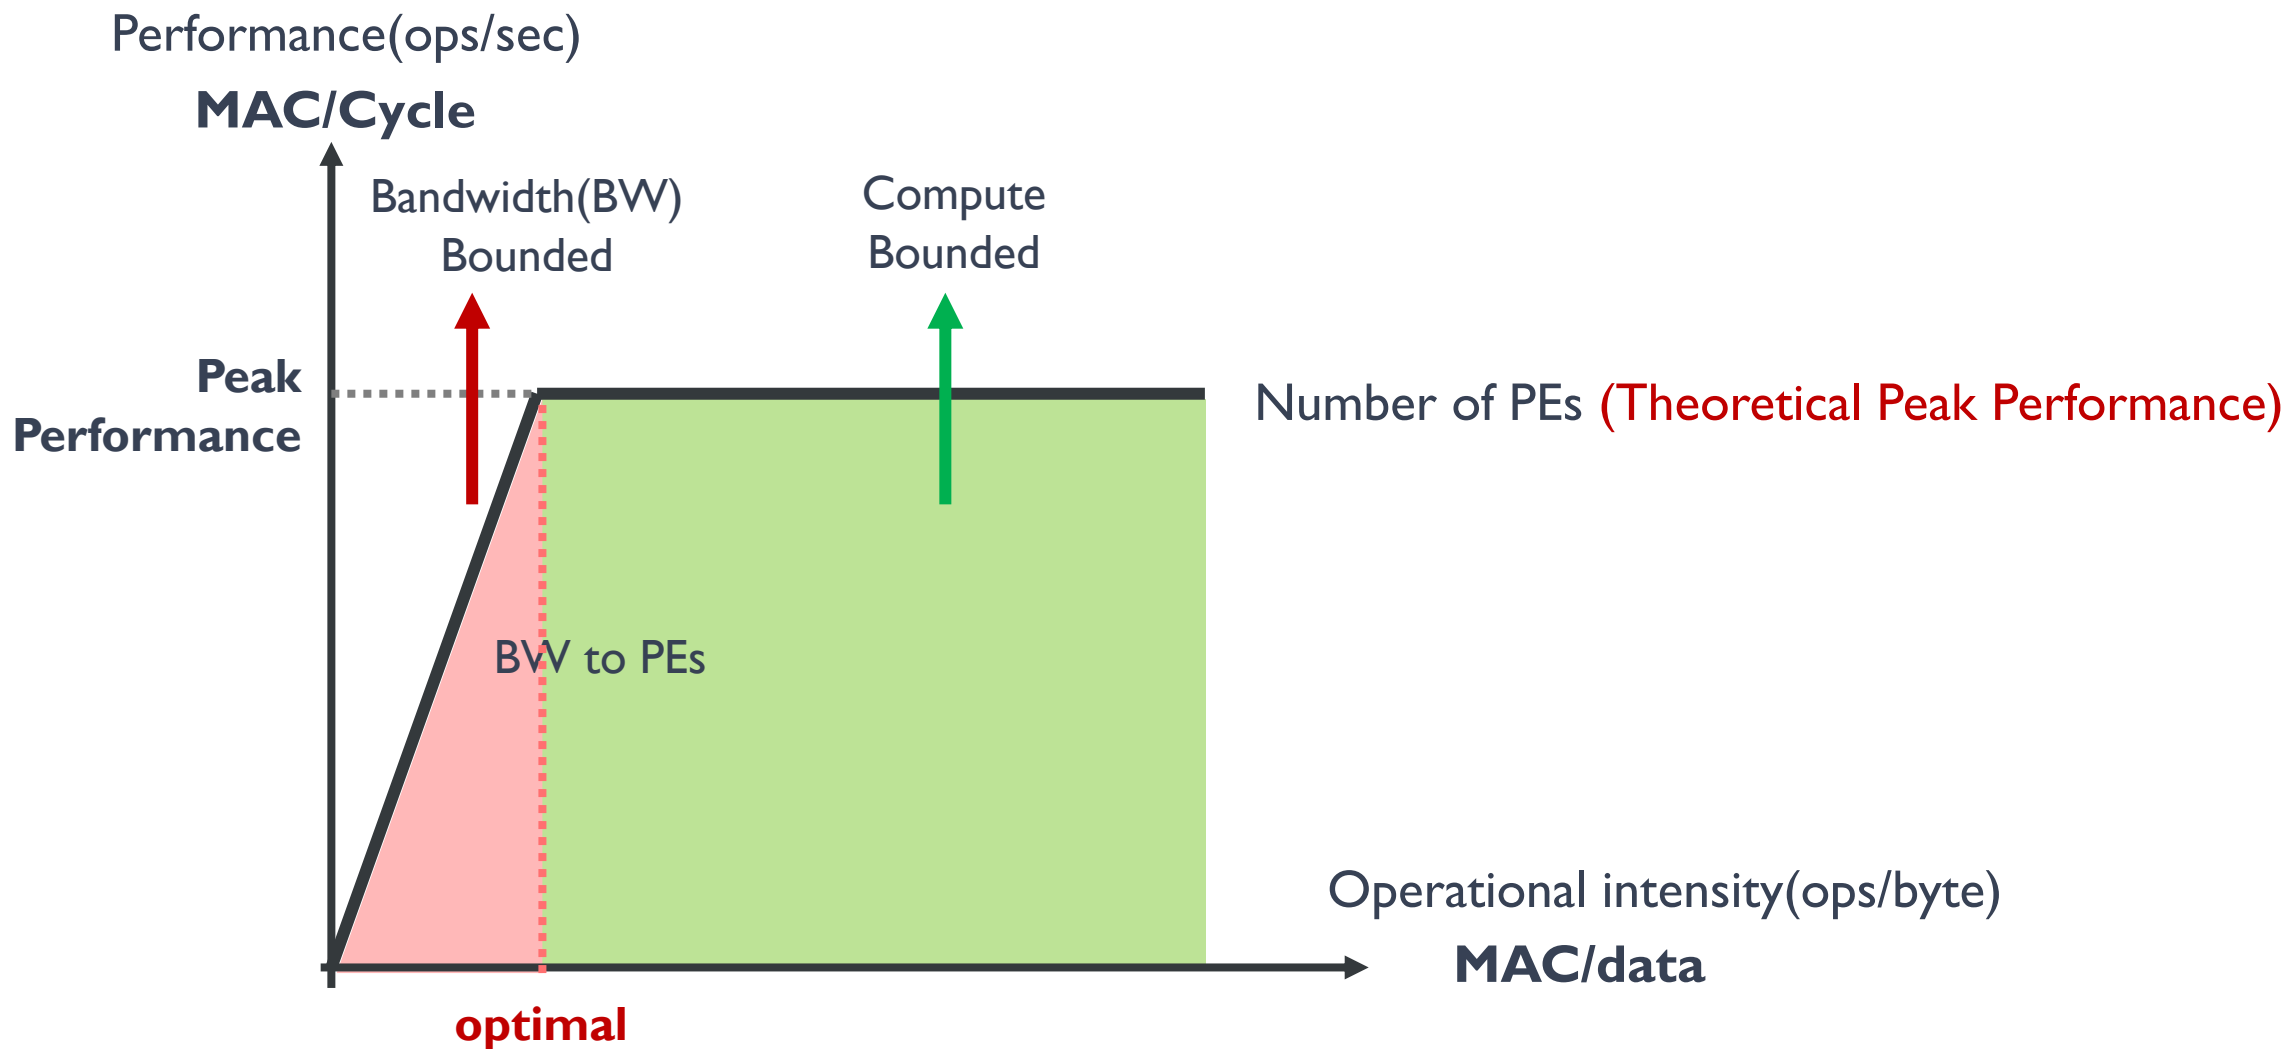 Performance(ops/sec)
MAC/Cycle
Bandwidth(BW)
Bounded
Compute
Bounded
Peak
Performance
Number of PEs (Theoretical Peak Performance)
BW to PEs
Operational intensity(ops/byte)
MAC/data
optimal